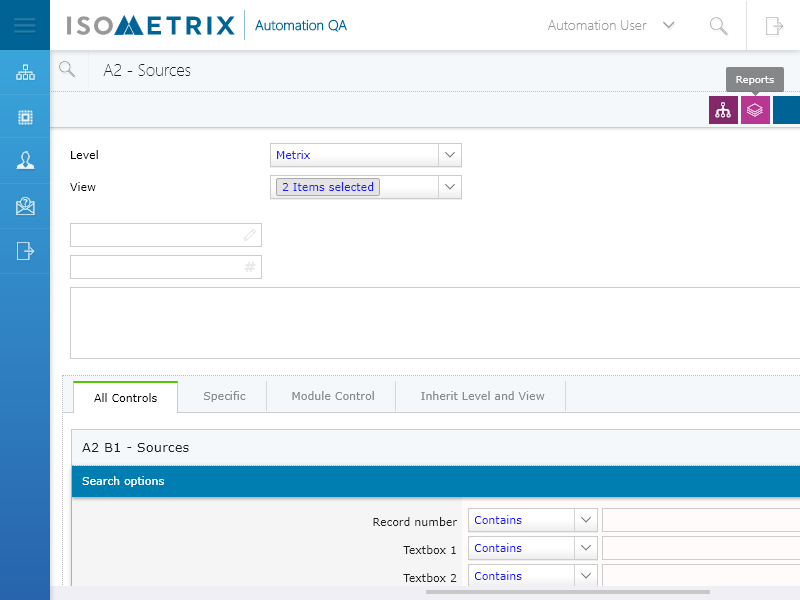 ISOMETRIX Automation QA
Automation User
A2 - Sources
Reports
Level
Metrix
View
2 Items selected
#
All Controls
Specific
Module Control
Inherit Level and View
A2 B1 - Sources
Search options
Record number
Contains
Textbox 1
Contains
Textbox 2
Contains